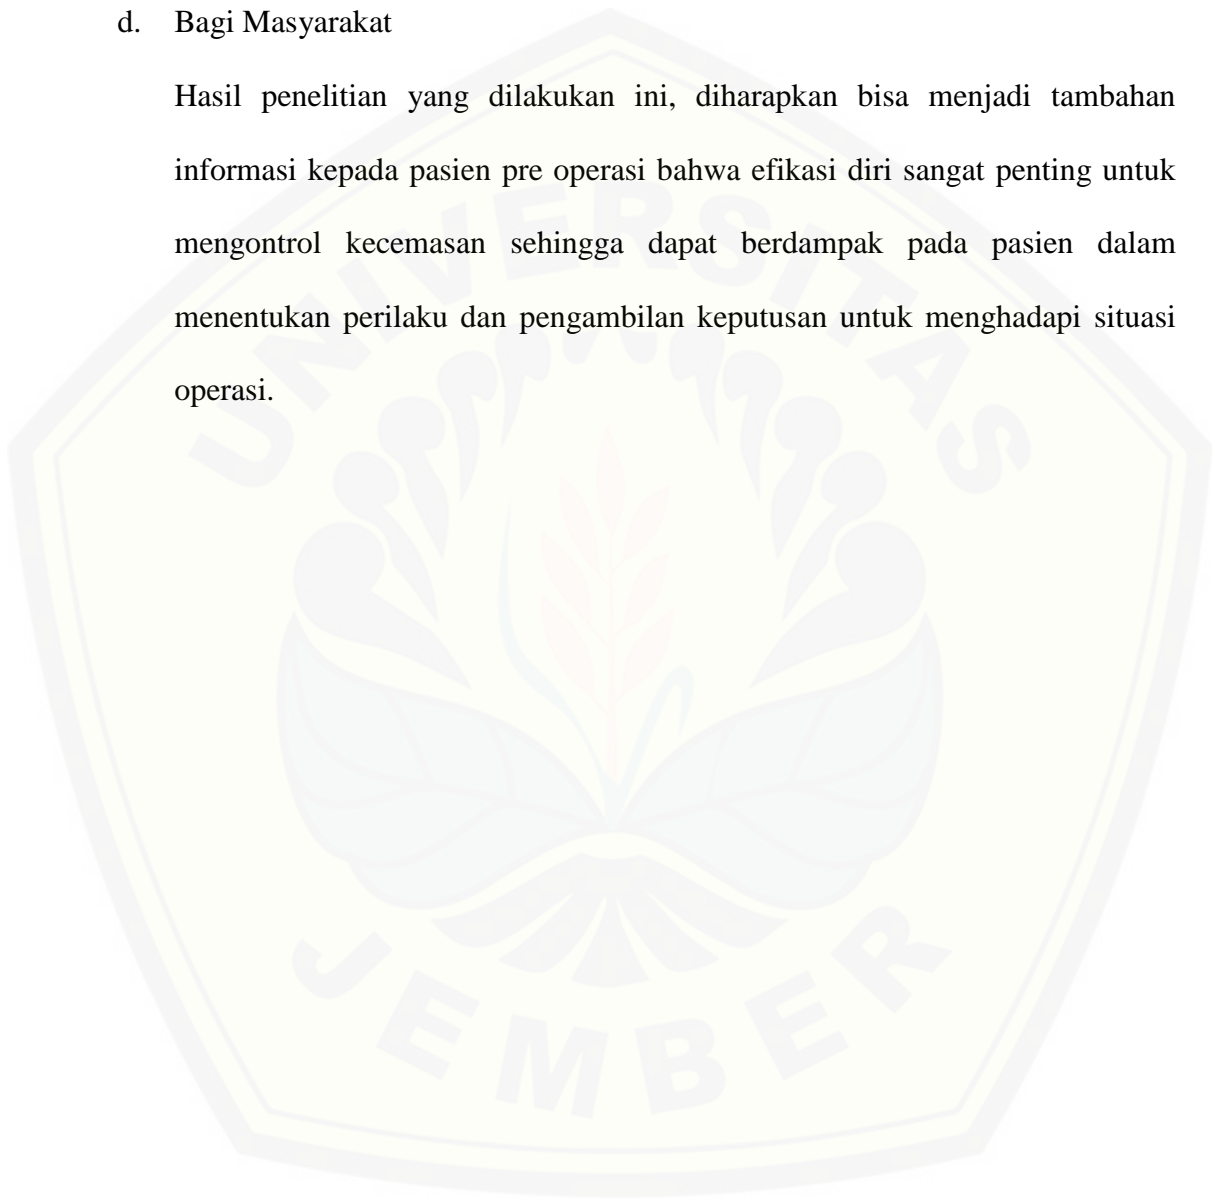 d. Bagi Masyarakat
Hasil penelitian yang dilakukan ini, diharapkan bisa menjadi tambahan
informasi kepada pasien pre operasi bahwa efikasi diri sangat penting untuk
mengontrol kecemasan sehingga dapat berdampak pada pasien dalam
menentukan perilaku dan pengambilan keputusan untuk menghadapi situasi
operasi.
UNIVERSITAS
JEMBER